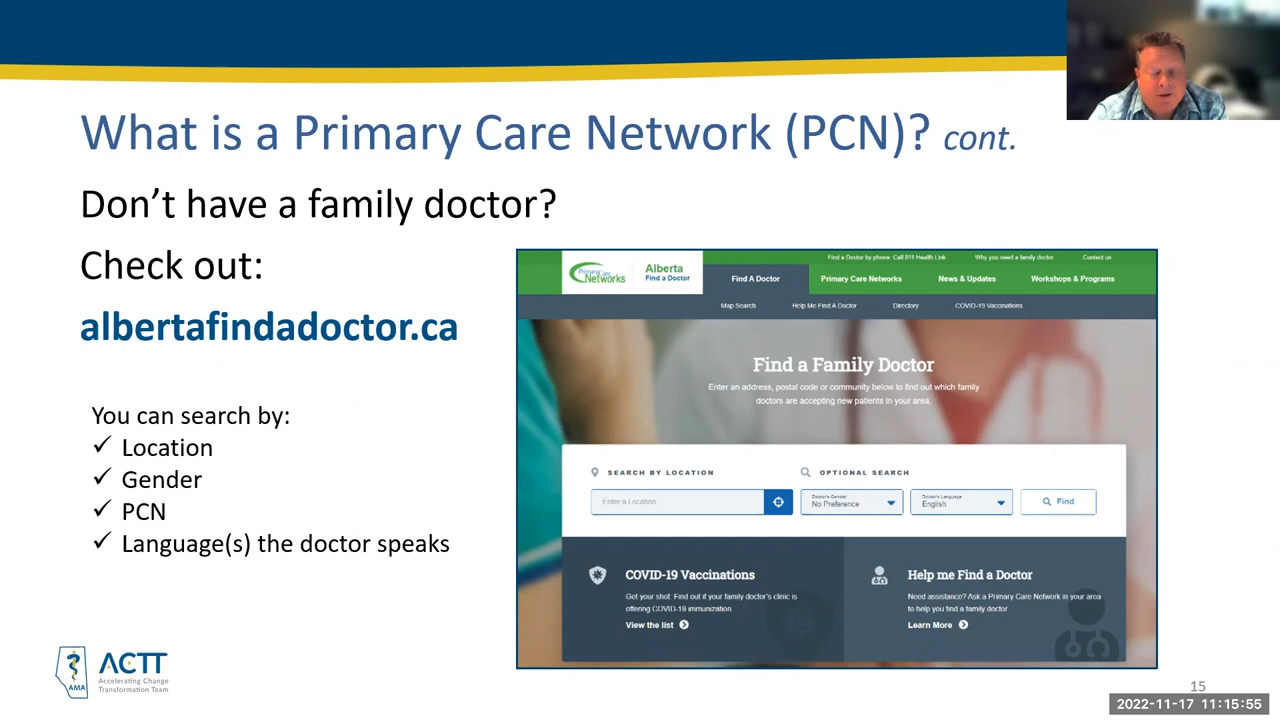 What is a Primary Care Network (PCN)? cont.
Don’t have a family doctor?
Check out:
albertafindadoctor.ca
You can search by:
✓ Location
✓ Gender
✓ PCN
✓ Language(s) the doctor speaks
Find a Doctor by phone: Call 811 Health Link Why you need a family doctor Contact us
Primary Care Networks
Alberta
Find a Doctor
Find A Doctor Primary Care Networks News & Updates Workshops & Programs
Map Search Help Me Find A Doctor Directory COVID-19 Vaccinations
Find a Family Doctor
Enter an address, postal code or community below to find out which family
doctors are accepting new patients in your area.
SEARCH BY LOCATION OPTIONAL SEARCH
Enter a Location
Doctor's Gender
No Preference
Doctor's Language
English
Find
COVID-19 Vaccinations
Get your shot: Find out if your family doctor's clinic is
offering COVID-19 immunization
View the list
Help me Find a Doctor
Need assistance? Ask a Primary Care Network in your area
to help you find a family doctor
Learn More
AMA
ACTT
Accelerating Change
Transformation Team
15
2022-11-17 11:15:55